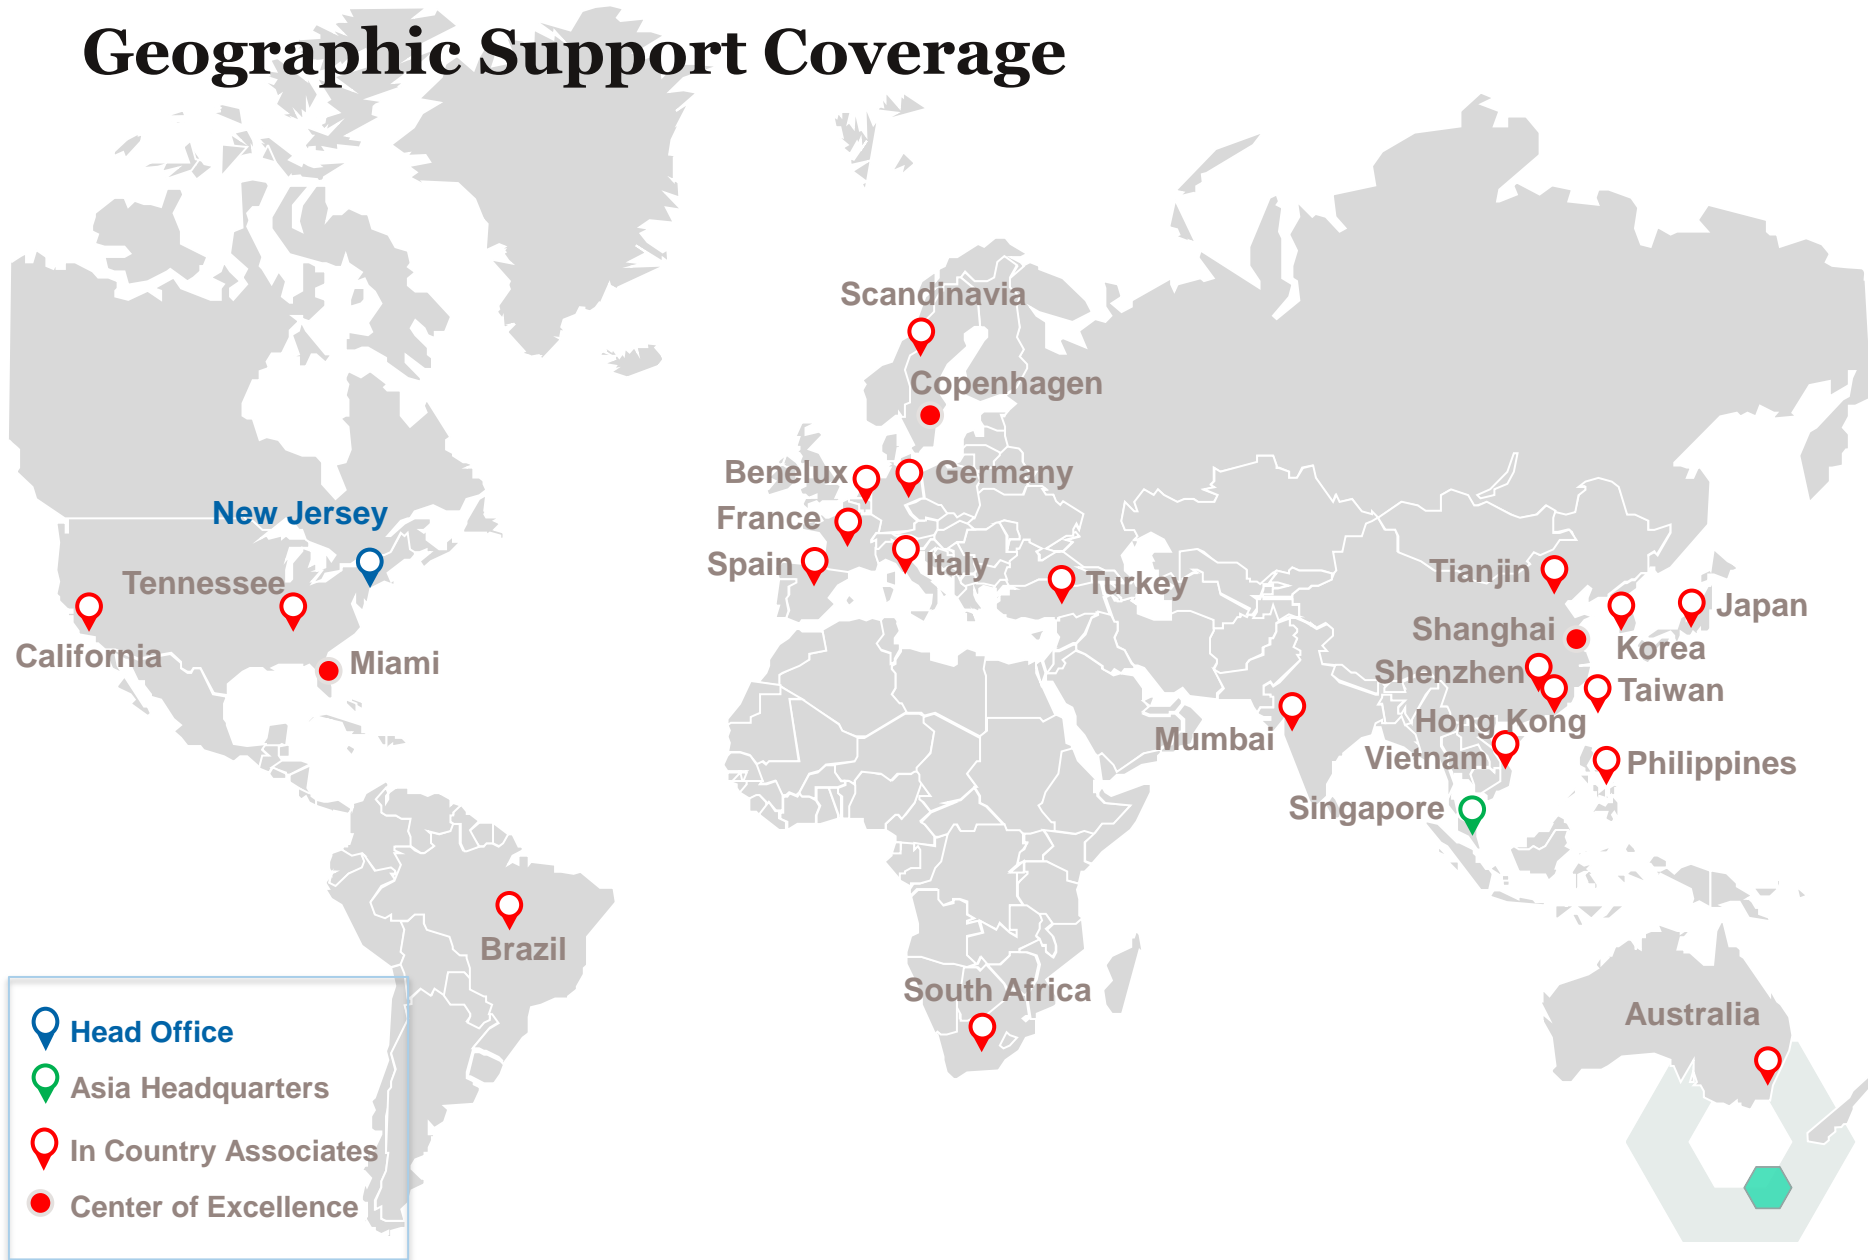 Geographic Support Coverage
Scandinavia
Copenhagen
Benelux
Germany
New Jersey
France
Spain
Italy
Turkey
Tianjin
Tennessee
Japan
Shanghai
Korea
California
Miami
Shenzhen
Taiwan
Hong Kong
Mumbai
Vietnam
Philippines
Singapore
Brazil
South Africa
Australia
Head Office
Asia Headquarters
In Country Associates
Center of Excellence